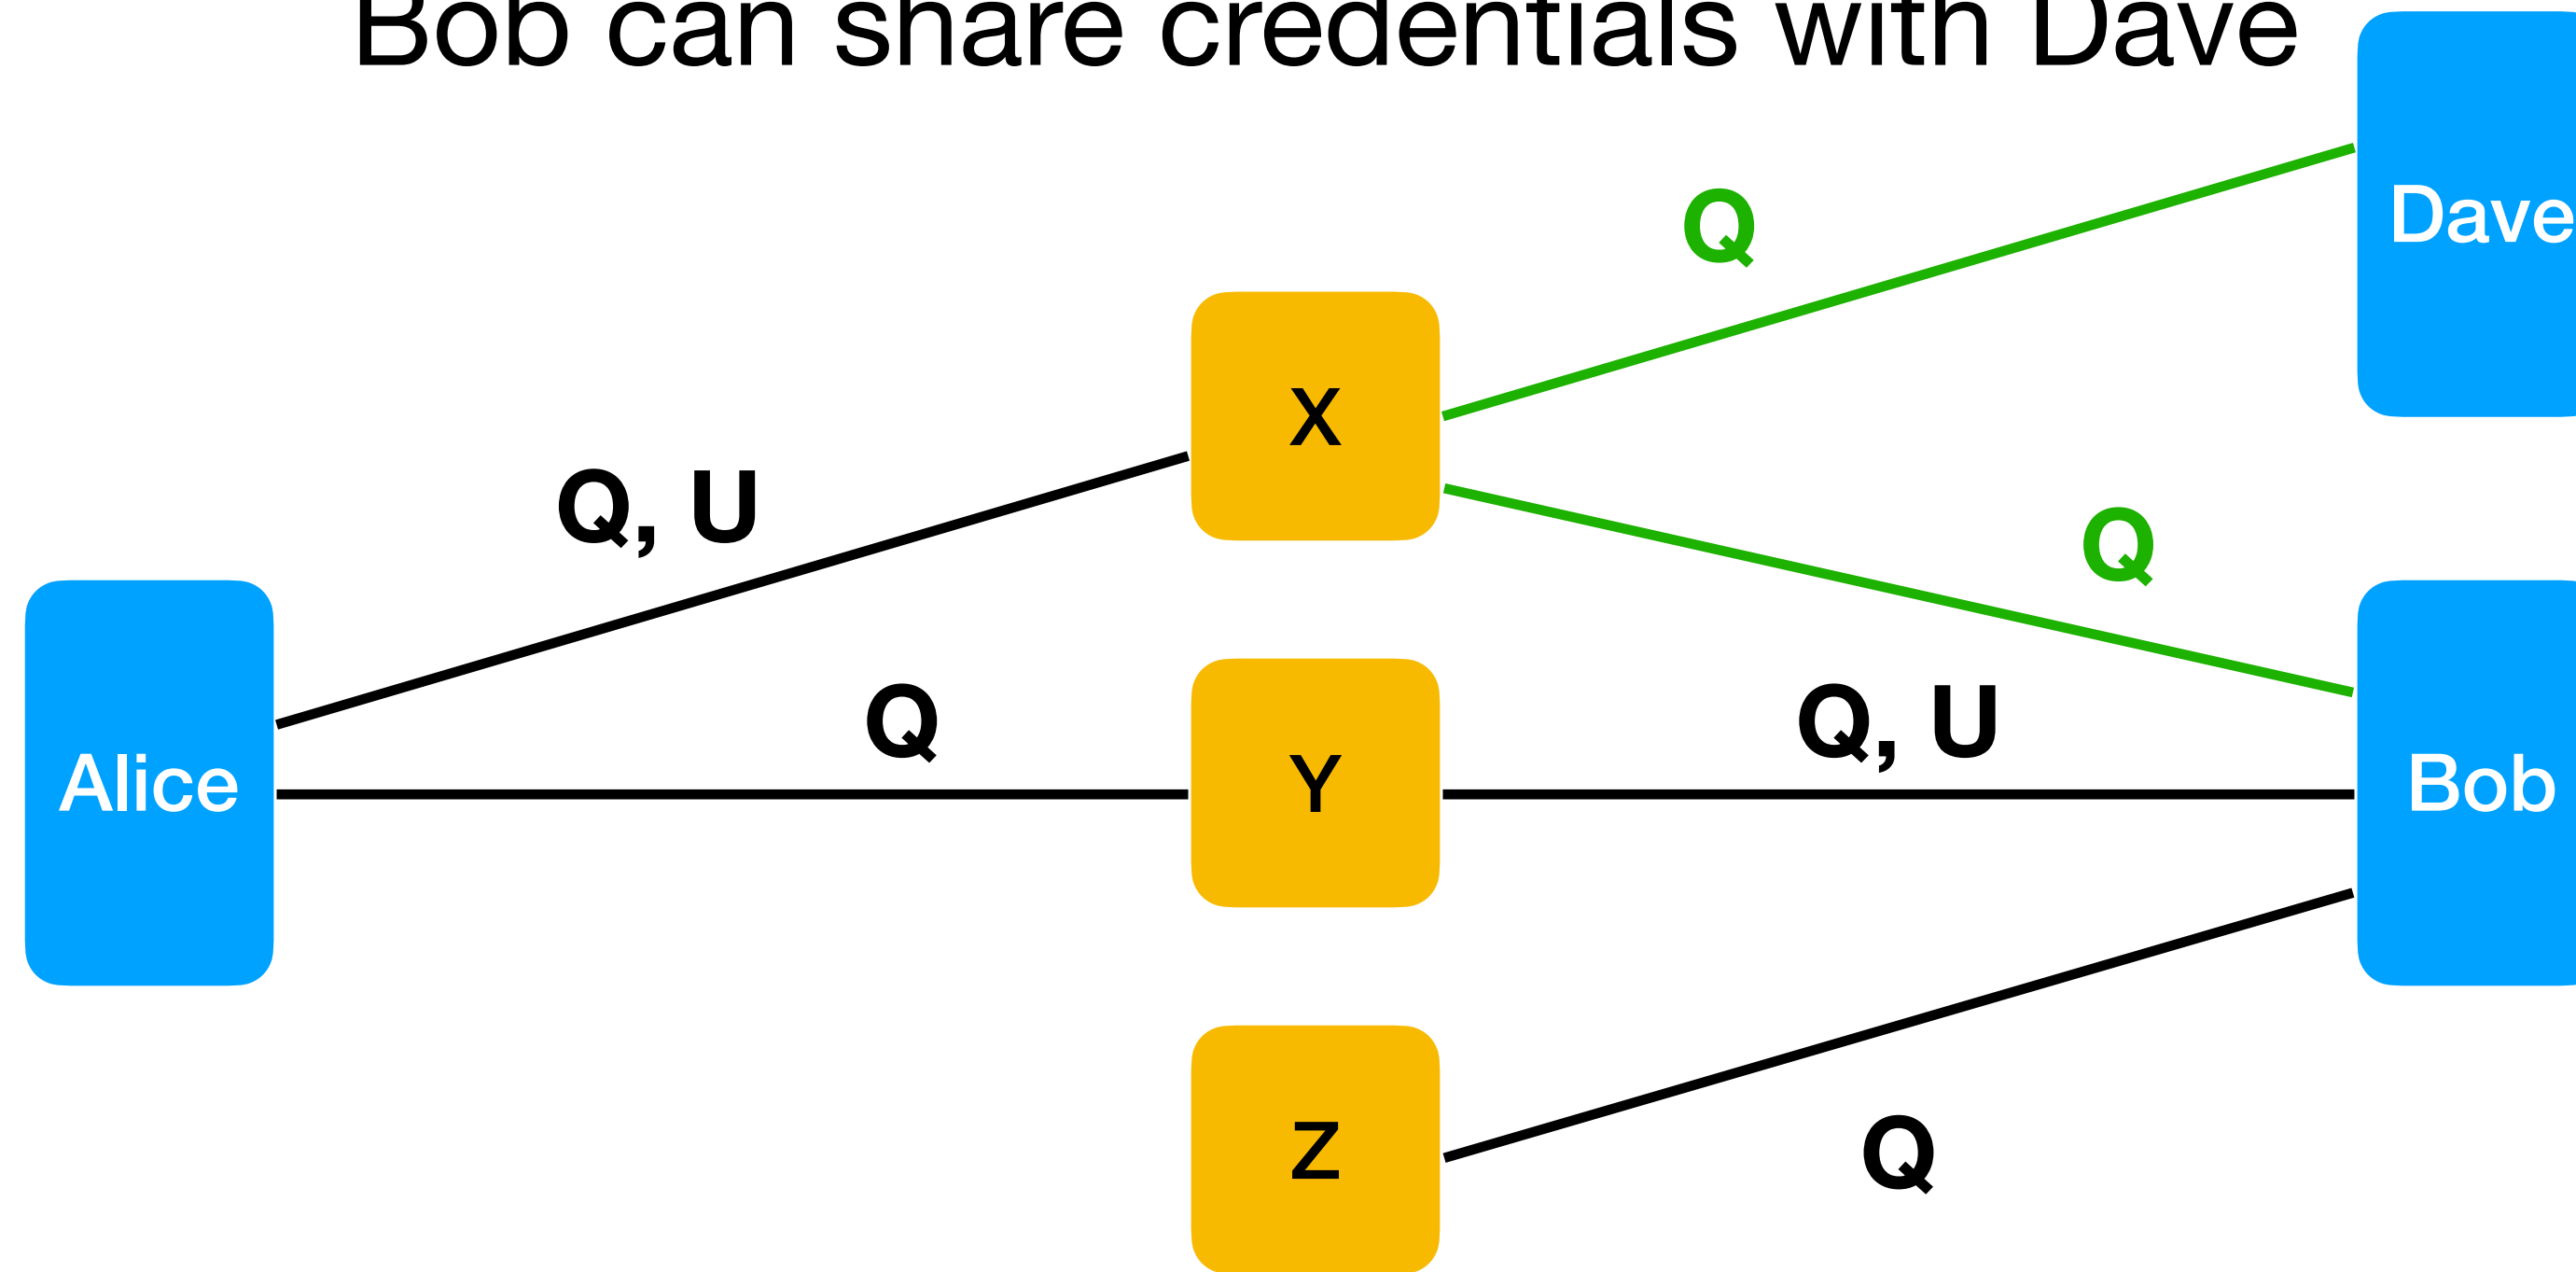 Bob can share credentials with Dave
Dave
Q
X
Q, U
Q
Alice
Q
Y
Q, U
Bob
Z
Q